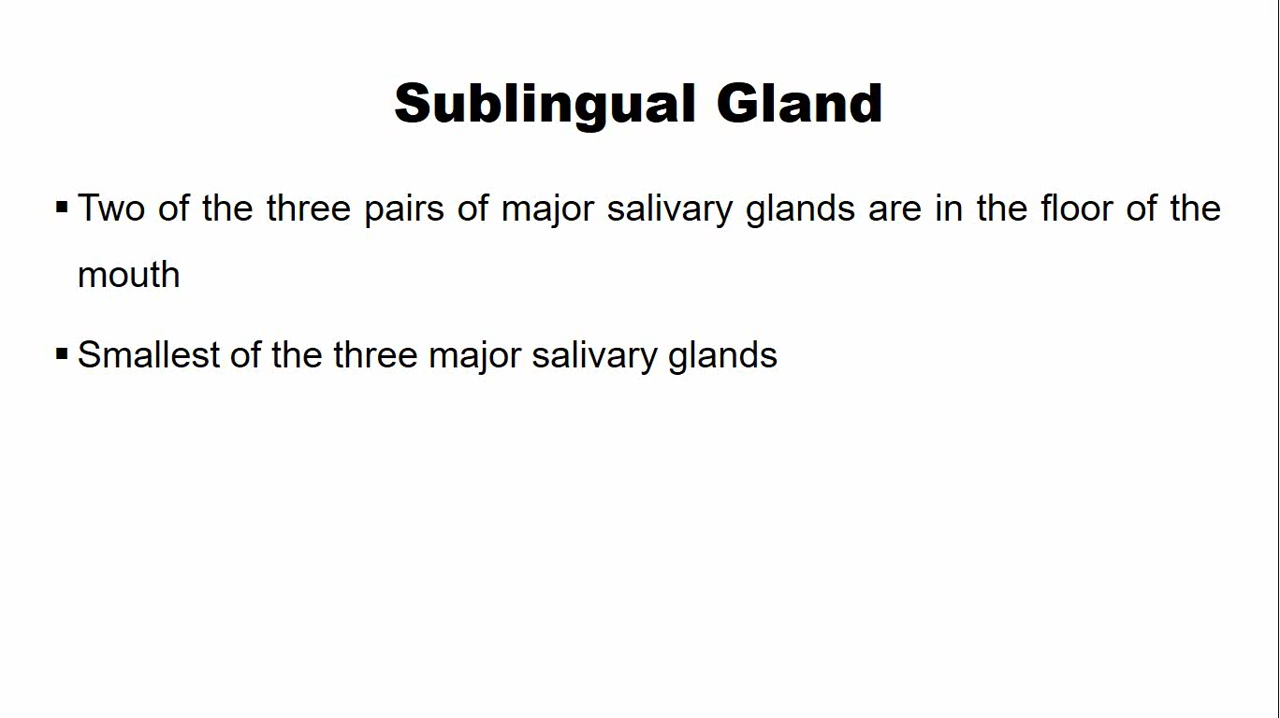 Sublingual Gland
▪ Two of the three pairs of major salivary glands are in the floor of the
mouth
▪ Smallest of the three major salivary glands